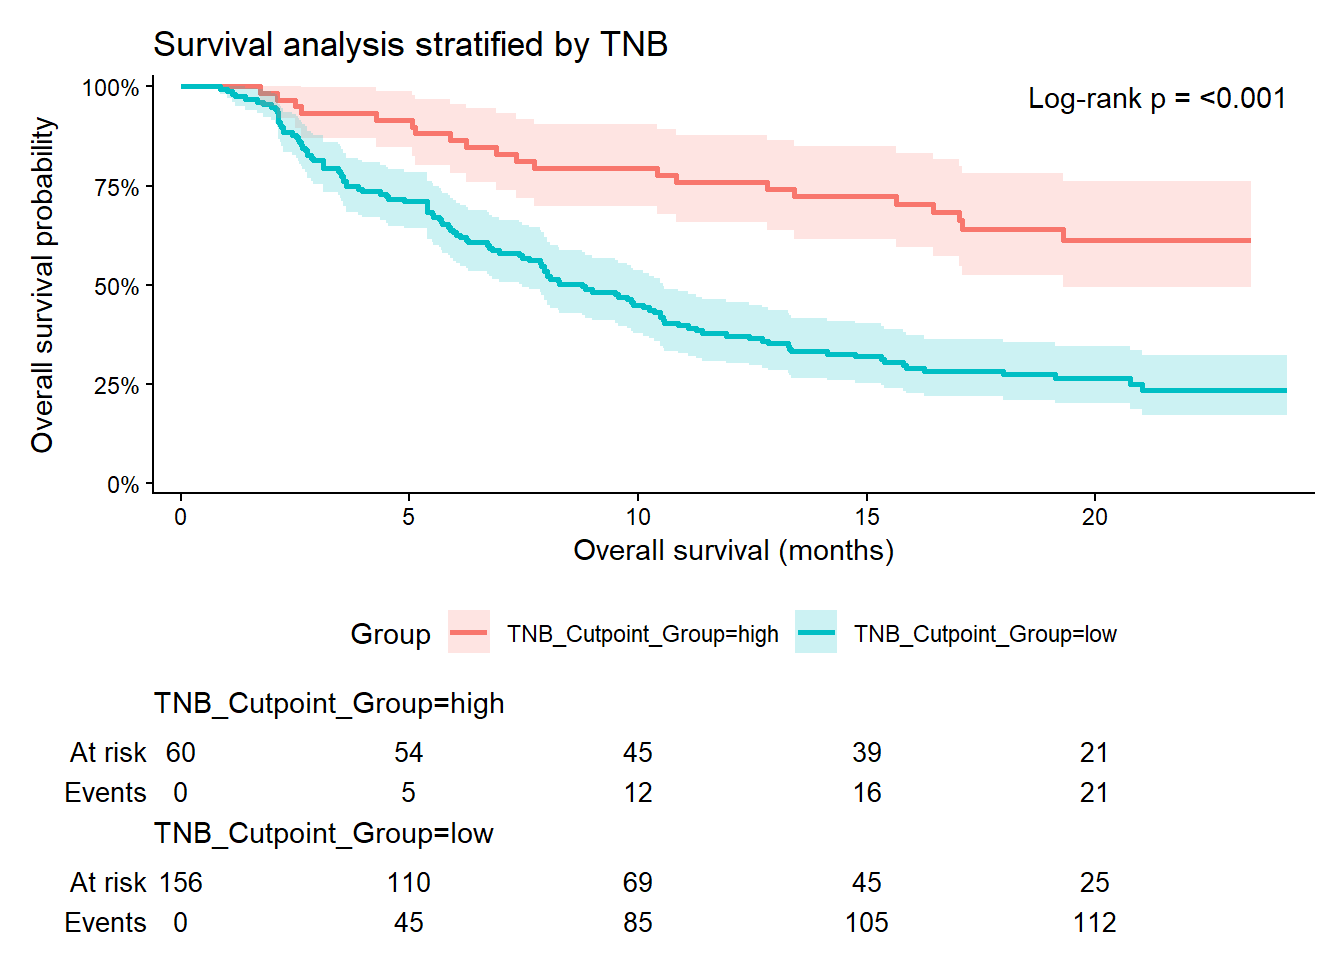 Survival analysis stratified by TNB
Log-rank p = <0.001
Overall survival probability
100%
75%
50%
25%
0%
0 5 10 15 20
Overall survival (months)
Group TNB_Cutpoint_Group=high TNB_Cutpoint_Group=low
TNB_Cutpoint_Group=high
At risk 60 54 45 39 21
Events 0 5 12 16 21
TNB_Cutpoint_Group=low
At risk 156 110 69 45 25
Events 0 45 85 105 112